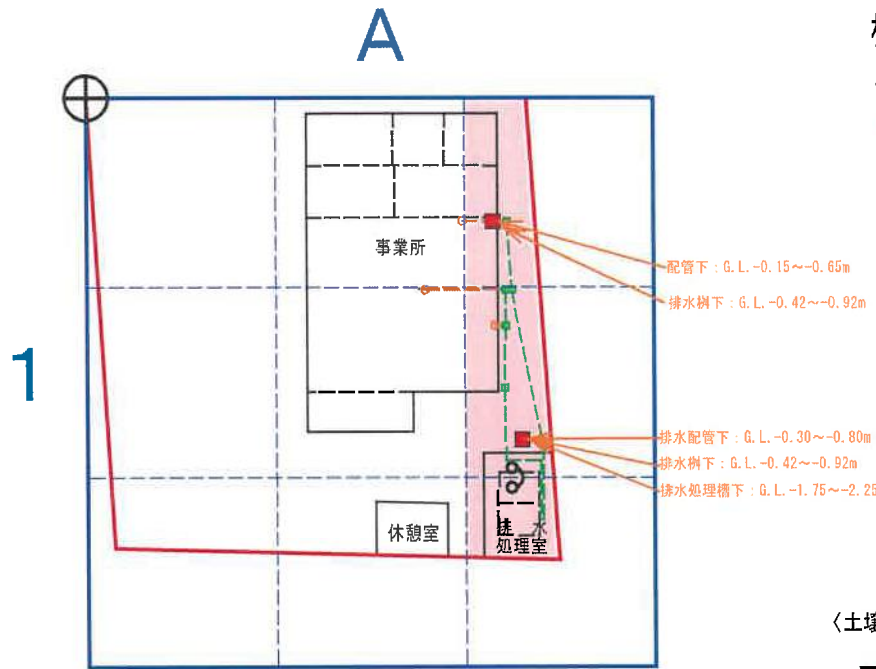 A
1
事業所
配管下：G.L.-0.15～-0.65m
排水桝下：G.L.-0.42～-0.92m
排水配管下：G.L.-0.30～-0.80m
排水桝下：G.L.-0.42～-0.92m
排水処理槽下：G.L.-1.75～-2.25
休憩室
排 水
処理室
〈土壌